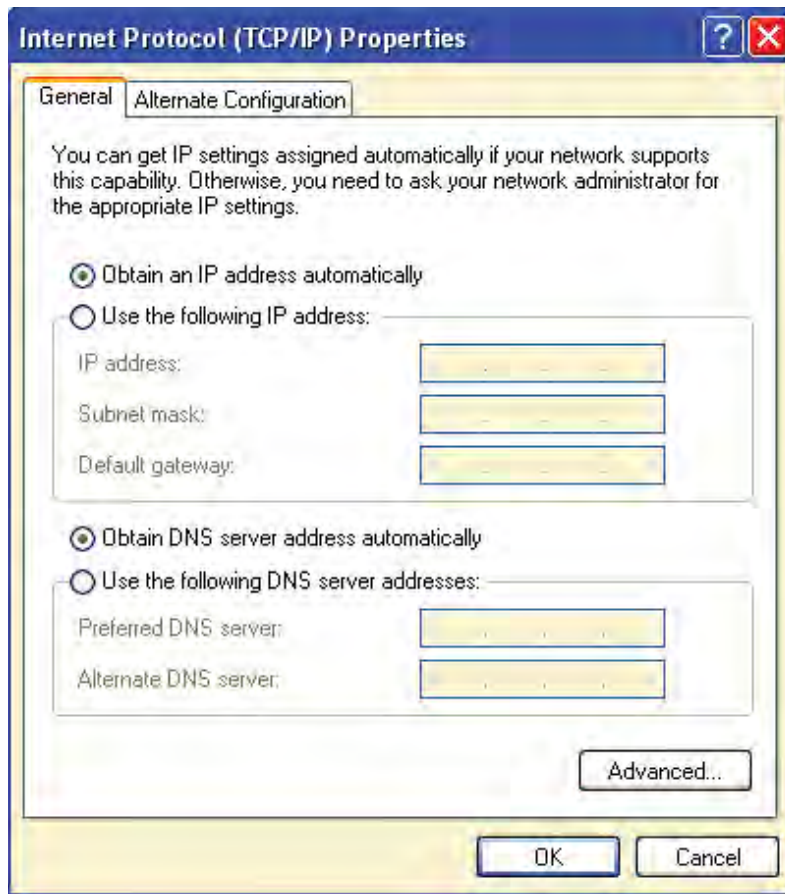 Internet Protocol (TCP/IP) Properties
General
Alternate Configuration
You can get IP settings assigned automatically if your network supports
this capability. Otherwise, you need to ask your network administrator for
the appropriate IP settings.
Obtain an IP address automatically
Use the following IP address:
IP address:
Subnet mask:
Default gateway:
Obtain DNS server address automatically
Use the following DNS server addresses:
Preferred DNS server:
Alternate DNS server:
Advanced...
OK
Cancel